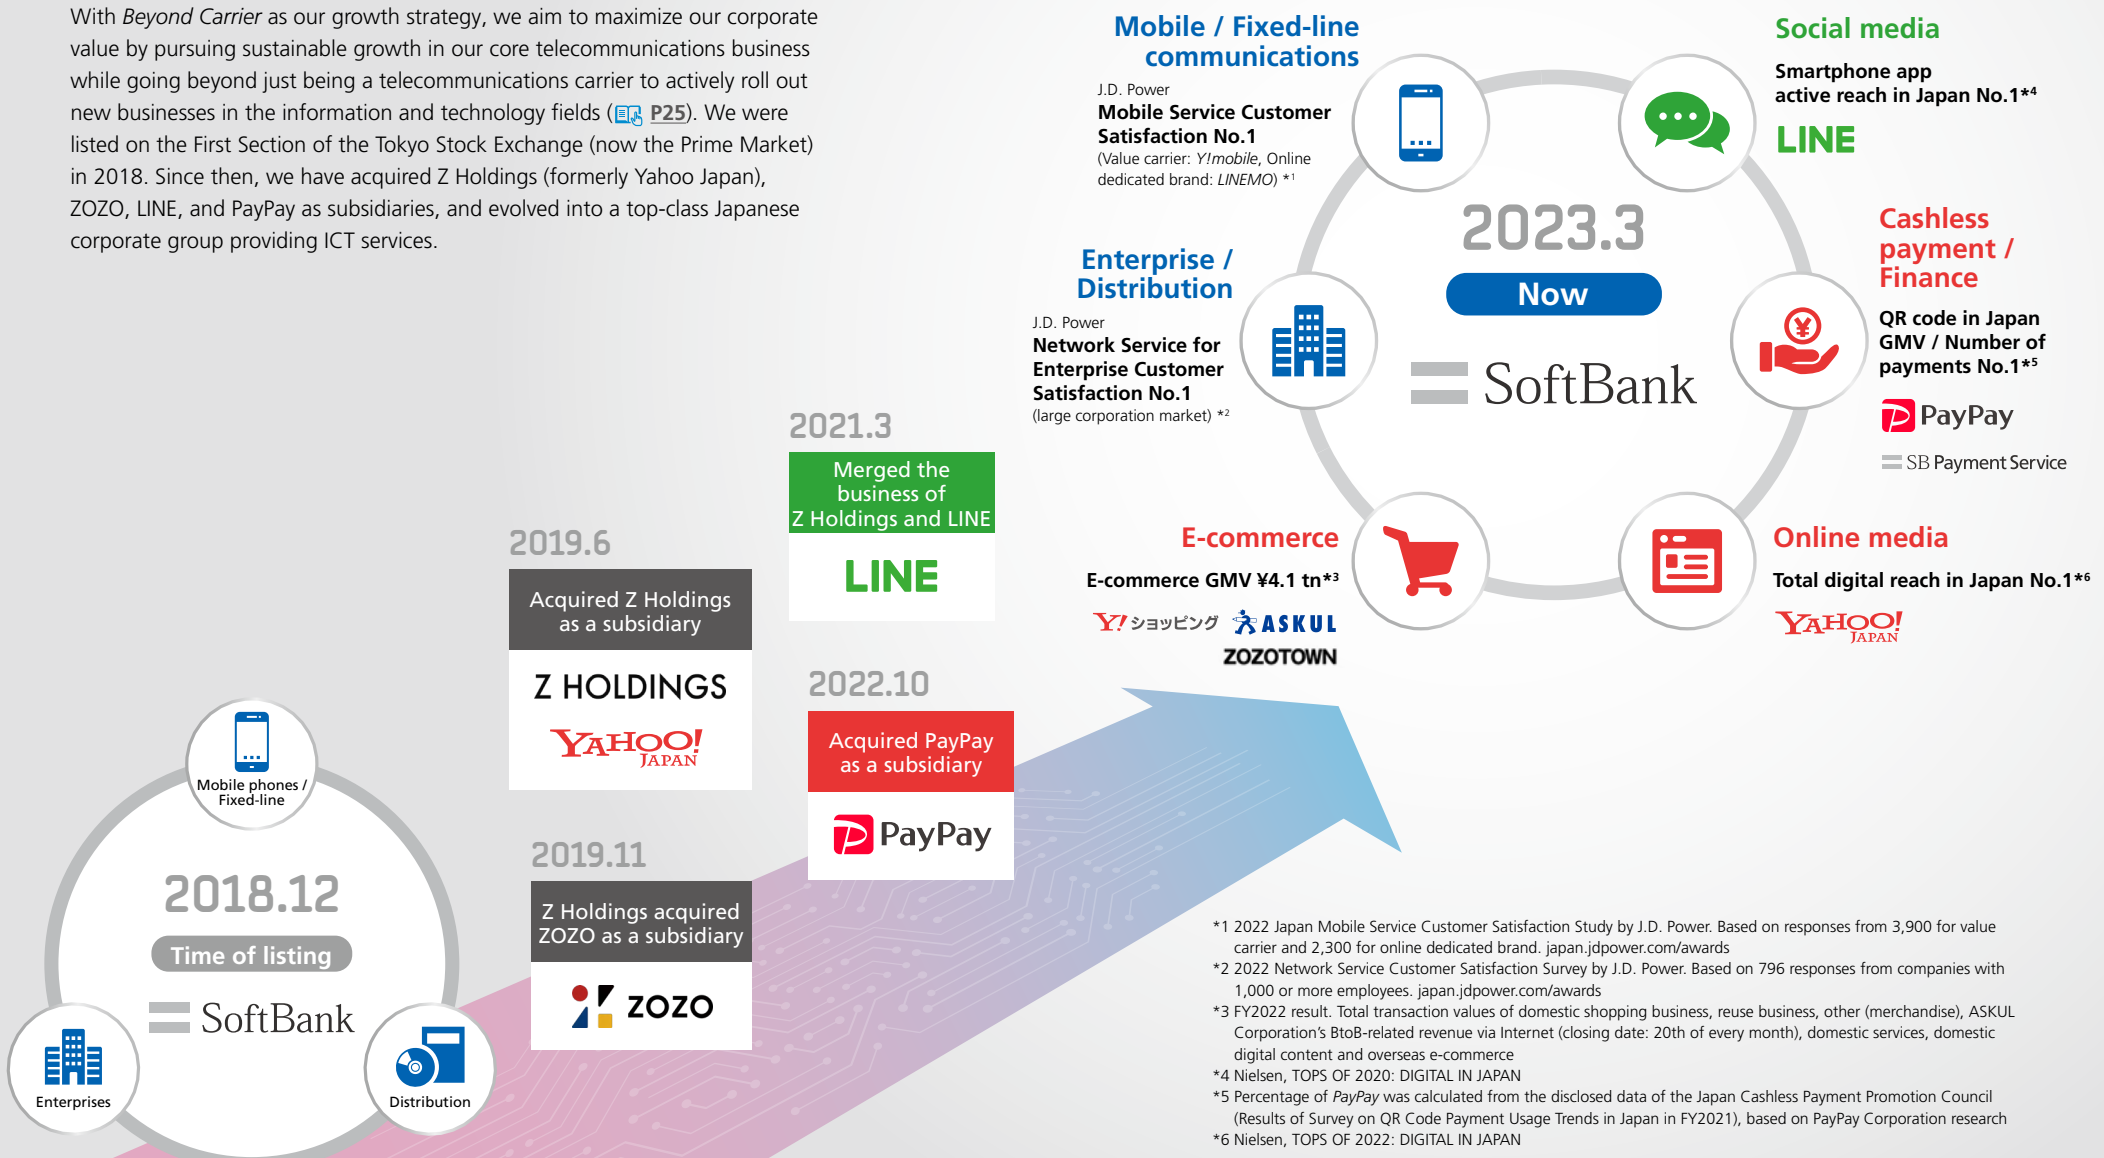 With Beyond Carrier as our growth strategy, we aim to maximize our corporate
value by pursuing sustainable growth in our core telecommunications business
while going beyond just being a telecommunications carrier to actively roll out
new businesses in the information and technology fields ( P25). We were
listed on the First Section of the Tokyo Stock Exchange (now the Prime Market)
in 2018. Since then, we have acquired Z Holdings (formerly Yahoo Japan),
ZOZO, LINE, and PayPay as subsidiaries, and evolved into a top-class Japanese
corporate group providing ICT services.
2018.12
Time of listing
SoftBank
Mobile phones /
Fixed-line
Enterprises
Distribution
2019.6
Acquired Z Holdings
as a subsidiary
Z HOLDINGS
YAHOO!
JAPAN
2019.11
Z Holdings acquired
ZOZO as a subsidiary
ZOZO
2021.3
Merged the
business of
Z Holdings and LINE
LINE
2022.10
Acquired PayPay
as a subsidiary
PayPay
2023.3
Now
SoftBank
Mobile / Fixed-line
communications
J.D. Power
Mobile Service Customer
Satisfaction No.1
(Value carrier: Y!mobile, Online
dedicated brand: LINEMO) *1
Enterprise /
Distribution
J.D. Power
Network Service for
Enterprise Customer
Satisfaction No.1
(large corporation market) *2
E-commerce
E-commerce GMV ¥4.1 tn*3
Y!ショッピング ASKUL
ZOZOTOWN
Social media
Smartphone app
active reach in Japan No.1*4
LINE
Cashless
payment /
Finance
QR code in Japan
GMV / Number of
payments No.1*5
PayPay
SB Payment Service
Online media
Total digital reach in Japan No.1*6
YAHOO!
JAPAN
*1 2022 Japan Mobile Service Customer Satisfaction Study by J.D. Power. Based on responses from 3,900 for value
carrier and 2,300 for online dedicated brand. japan.jdpower.com/awards
*2 2022 Network Service Customer Satisfaction Survey by J.D. Power. Based on 796 responses from companies with
1,000 or more employees. japan.jdpower.com/awards
*3 FY2022 result. Total transaction values of domestic shopping business, reuse business, other (merchandise), ASKUL
Corporation's BtoB-related revenue via Internet (closing date: 20th of every month), domestic services, domestic
digital content and overseas e-commerce
*4 Nielsen, TOPS OF 2020: DIGITAL IN JAPAN
*5 Percentage of PayPay was calculated from the disclosed data of the Japan Cashless Payment Promotion Council
(Results of Survey on QR Code Payment Usage Trends in Japan in FY2021), based on PayPay Corporation research
*6 Nielsen, TOPS OF 2022: DIGITAL IN JAPAN